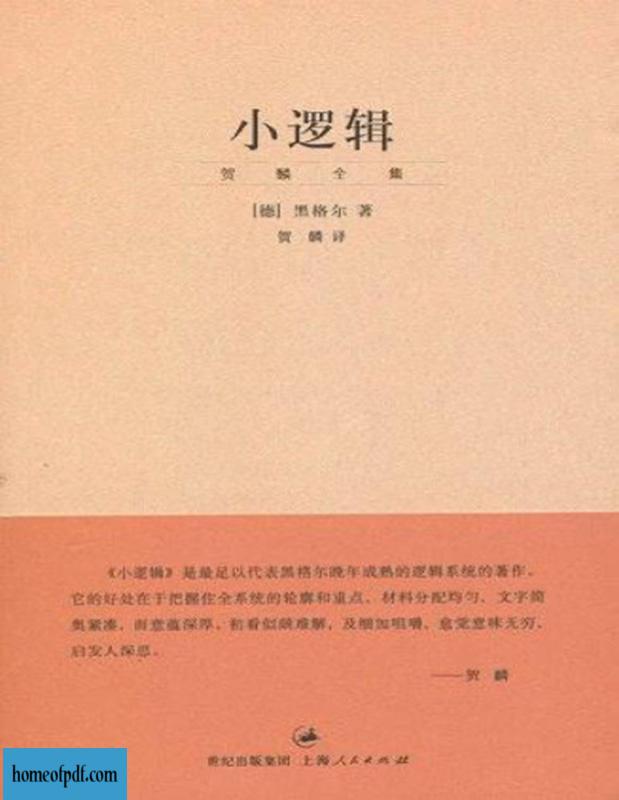 小逻辑
贺麟全集
[德] 黑格尔 著
贺 麟 译
《小逻辑》是最足以代表黑格尔晚年成熟的逻辑系统的著作。
它的好处在于把握住全系统的轮廓和重点，材料分配均匀，文字简
奥紧凑，而意蕴深厚，初看似颇难解，及细加咀嚼，愈觉意味无穷，
启发人深思。
——贺 麟
世纪出版集团 上海人民出版社
homeofpdf.com